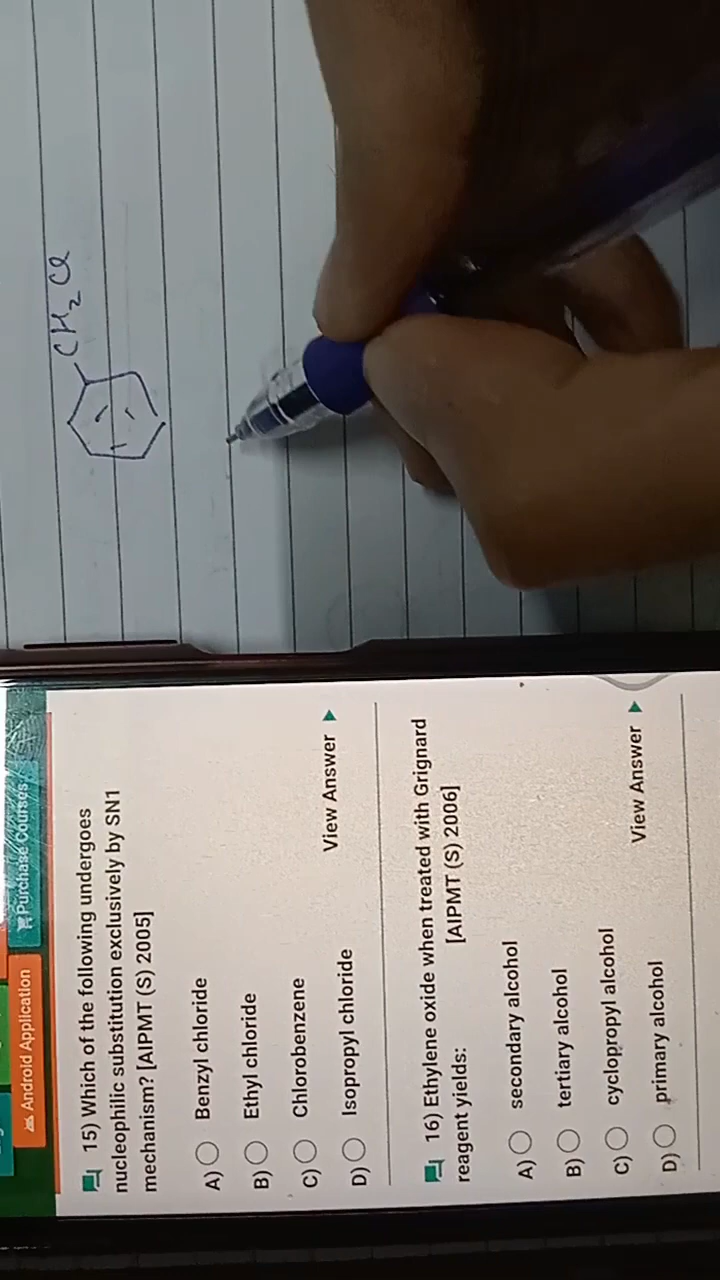 CH2Cl
Android Application
Purchase Courses
15) Which of the following undergoes
nucleophilic substitution exclusively by SN1
mechanism? [AIPMT (S) 2005]
A) Benzyl chloride
B) Ethyl chloride
C) Chlorobenzene
D) Isopropyl chloride
View Answer
16) Ethylene oxide when treated with Grignard
reagent yields: [AIPMT (S) 2006]
A) secondary alcohol
B) tertiary alcohol
C) cyclopropyl alcohol
D) primary alcohol
View Answer